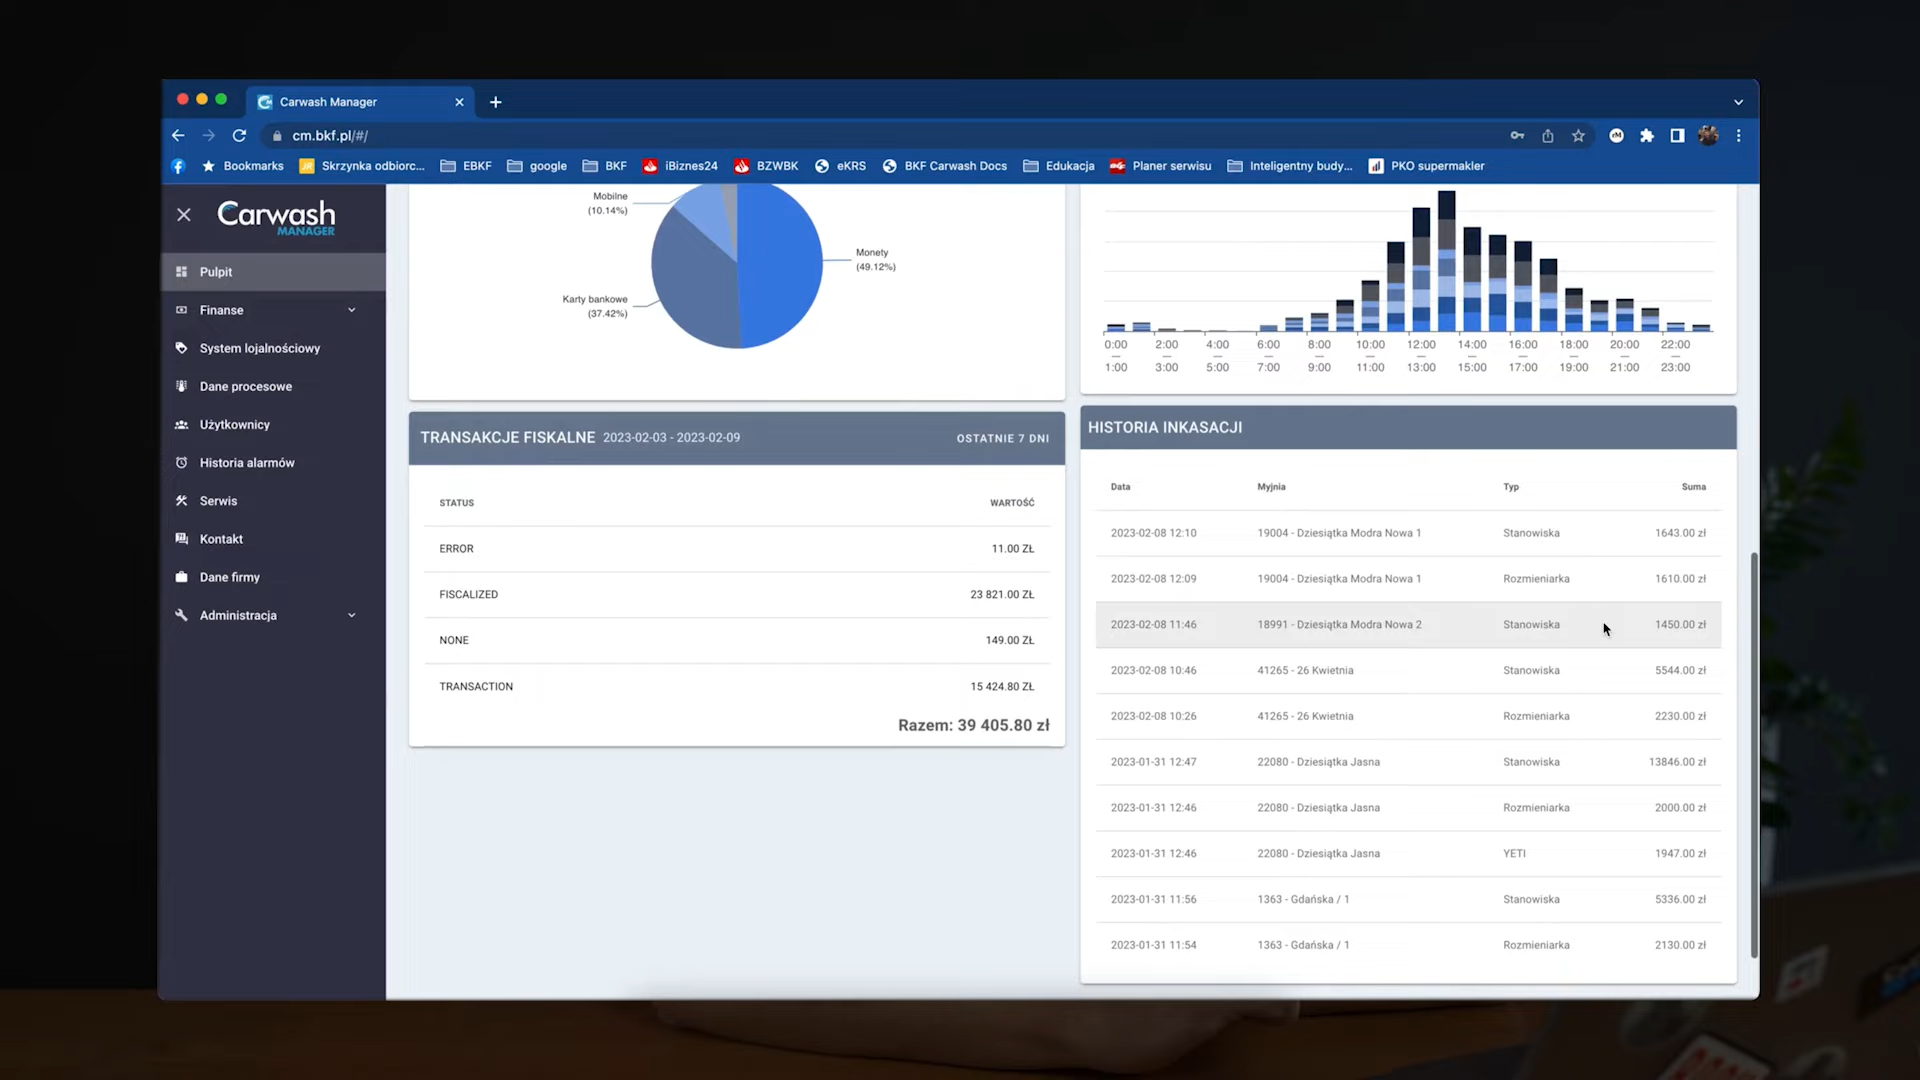 Carwash Manager
cm.bkf.pl/#/
Bookmarks
Skrzynka odbiorc...
EBKF
google
BKF
iBiznes24
BZWBK
eKRS
BKF Carwash Docs
Edukacja
Planer serwisu
Inteligentny budy...
PKO supermakler
Carwash
MANAGER
Pulpit
Finanse
System lojalnościowy
Dane procesowe
Użytkownicy
Historia alarmów
Serwis
Kontakt
Dane firmy
Administracja
Mobilne
(10.14%)
Monety
(49.12%)
Karty bankowe
(37.42%)
0:00 2:00 4:00 6:00 8:00 10:00 12:00 14:00 16:00 18:00 20:00 22:00
— — — — — — — — — — — —
1:00 3:00 5:00 7:00 9:00 11:00 13:00 15:00 17:00 19:00 21:00 23:00
TRANSAKCJE FISKALNE 2023-02-03 - 2023-02-09 OSTATNIE 7 DNI
STATUS WARTOŚĆ
ERROR 11.00 ZŁ
FISCALIZED 23 821.00 ZŁ
NONE 149.00 ZŁ
TRANSACTION 15 424.80 ZŁ
Razem: 39 405.80 zł
HISTORIA INKASACJI
Data Myjnia Typ Suma
2023-02-08 12:10 19004 - Dziesiątka Modra Nowa 1 Stanowiska 1643.00 zł
2023-02-08 12:09 19004 - Dziesiątka Modra Nowa 1 Rozmieniarka 1610.00 zł
2023-02-08 11:46 18991 - Dziesiątka Modra Nowa 2 Stanowiska 1450.00 zł
2023-02-08 10:46 41265 - 26 Kwietnia Stanowiska 5544.00 zł
2023-02-08 10:26 41265 - 26 Kwietnia Rozmieniarka 2230.00 zł
2023-01-31 12:47 22080 - Dziesiątka Jasna Stanowiska 13846.00 zł
2023-01-31 12:46 22080 - Dziesiątka Jasna Rozmieniarka 2000.00 zł
2023-01-31 12:46 22080 - Dziesiątka Jasna YETI 1947.00 zł
2023-01-31 11:56 1363 - Gdańska / 1 Stanowiska 5336.00 zł
2023-01-31 11:54 1363 - Gdańska / 1 Rozmieniarka 2130.00 zł